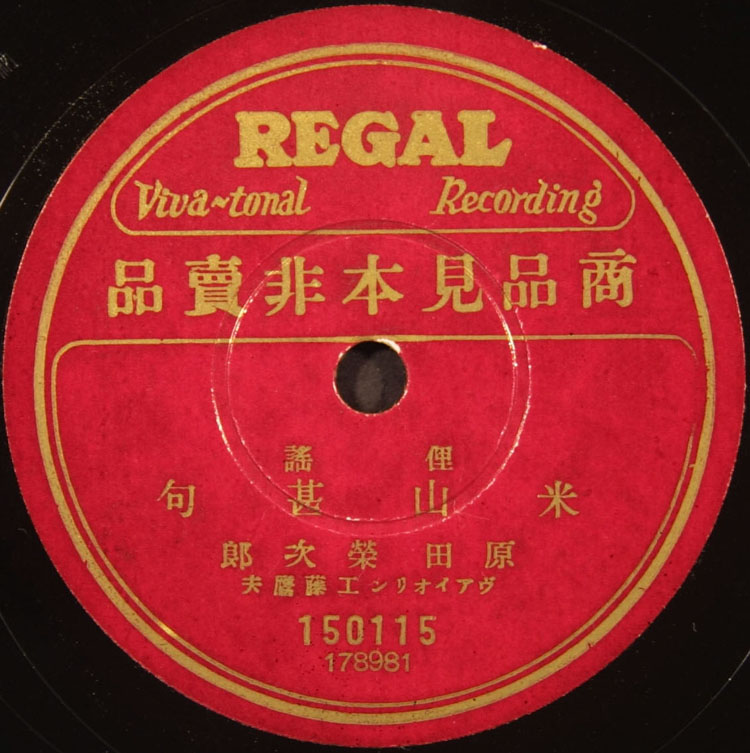 REGAL
Viva~tonal Recording
商品見本非賣品
俚謠
米山甚句
原田榮次郎
ヴアイオリン工藤鷹夫
150115
178981